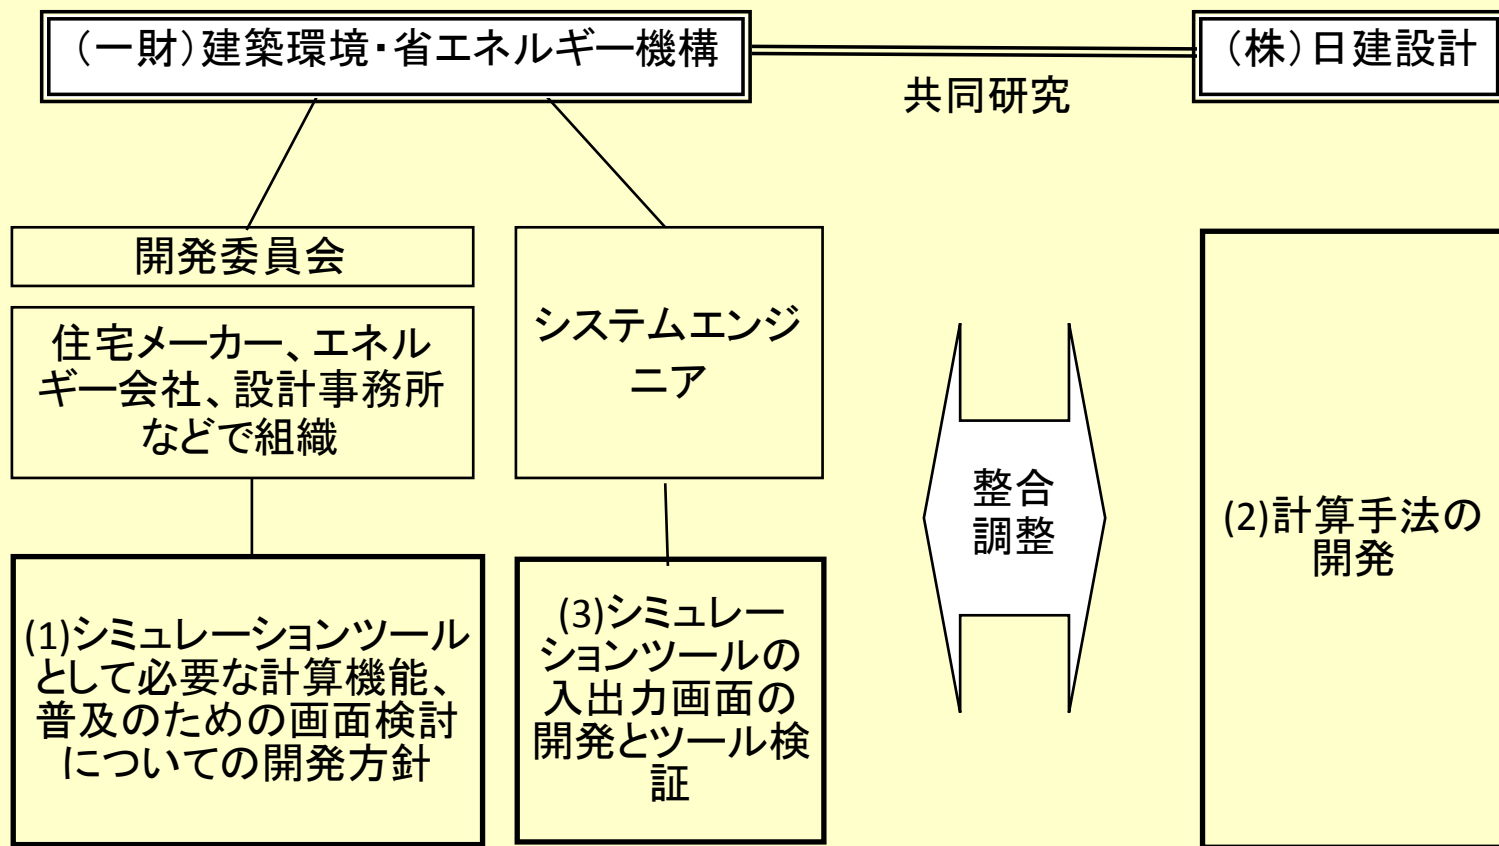 （一財）建築環境・省エネルギー機構
（株）日建設計
共同研究
開発委員会
住宅メーカー、エネル
ギー会社、設計事務所
などで組織
システムエンジ
ニア
整合
調整
(2)計算手法の
開発
(1)シミュレーションツール
として必要な計算機能、
普及のための画面検討
についての開発方針
(3)シミュレー
ションツールの
入出力画面の
開発とツール検
証